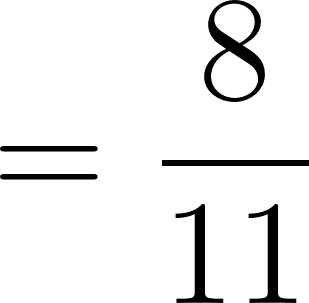 = 8/11